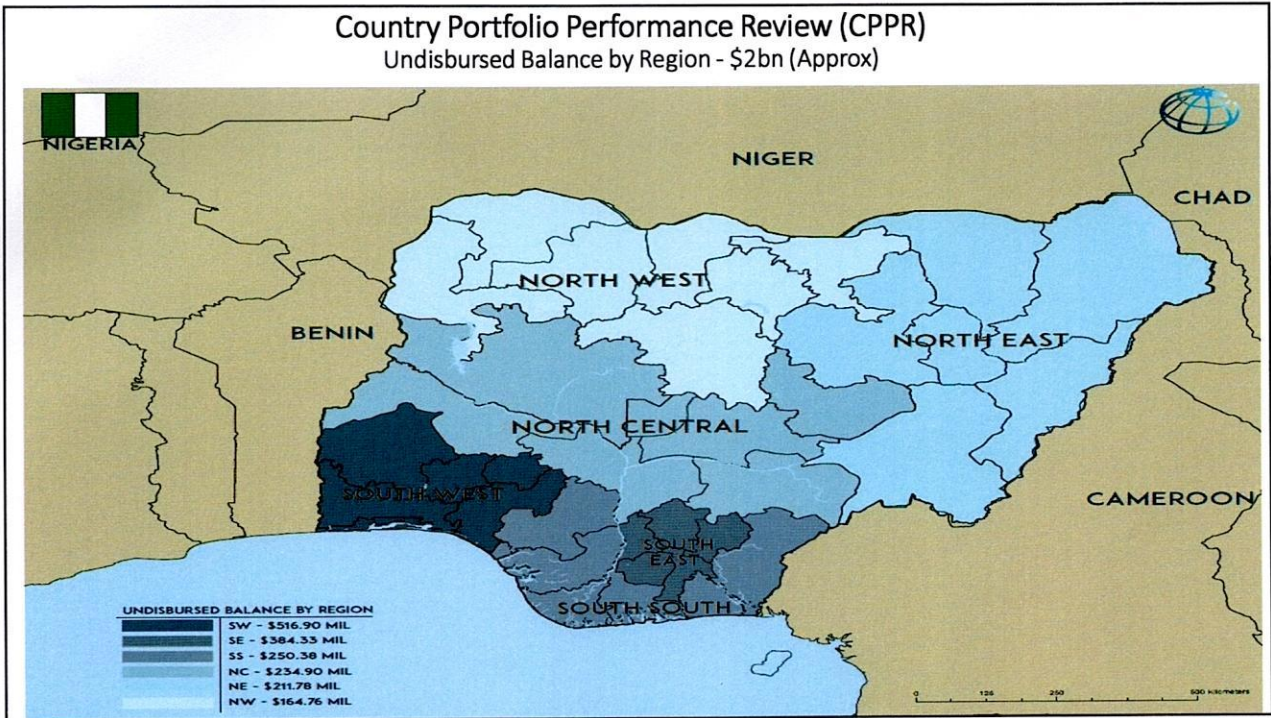 Country Portfolio Performance Review (CPPR)
Undisbursed Balance by Region - $2bn (Approx)
NIGERIA
NIGER
CHAD
NORTH WEST
BENIN
NORTH EAST
NORTH CENTRAL
SOUTH WEST
CAMEROON
SOUTH
EAST
SOUTH SOUTH
UNDISBURSED BALANCE BY REGION
SW - $516.90 MIL
SE - $384.33 MIL
SS - $250.38 MIL
NC - $234.90 MIL
NE - $211.78 MIL
NW - $164.76 MIL
0 125 250 500 Kilometers